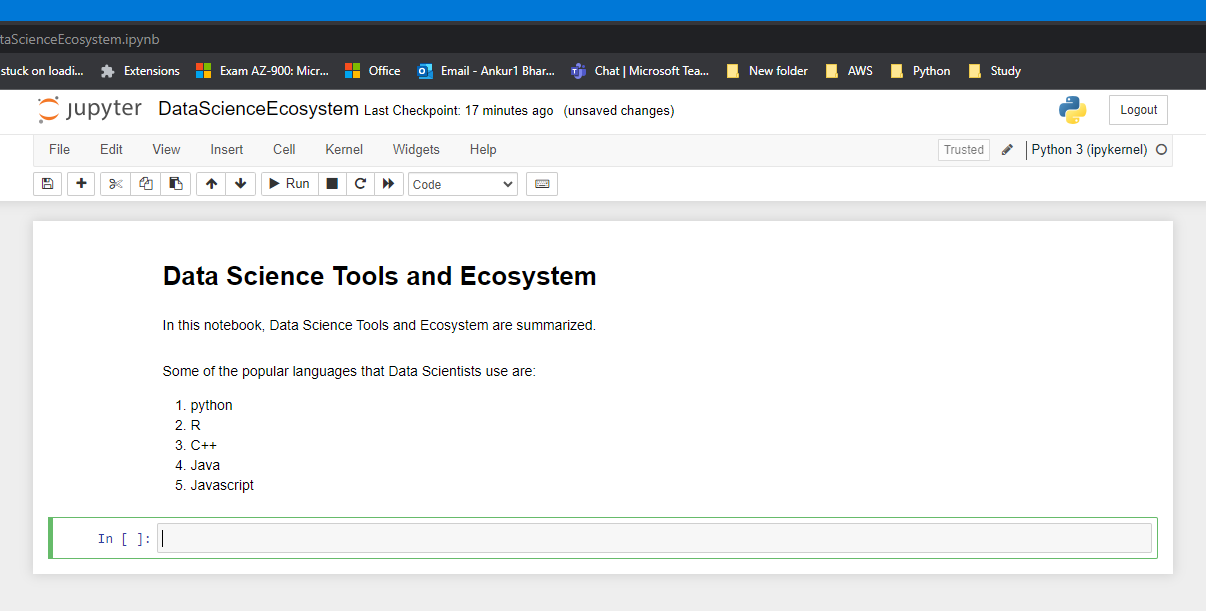 taScienceEcosystem.ipynb
stuck on loadi... Extensions Exam AZ-900: Micr... Office Email - Ankur1 Bhar... Chat | Microsoft Tea... New folder AWS Python Study
jupyter DataScienceEcosystem Last Checkpoint: 17 minutes ago (unsaved changes) Logout
File Edit View Insert Cell Kernel Widgets Help Trusted Python 3 (ipykernel)
Run Code
Data Science Tools and Ecosystem
In this notebook, Data Science Tools and Ecosystem are summarized.
Some of the popular languages that Data Scientists use are:
1. python
2. R
3. C++
4. Java
5. Javascript
In [ ]: